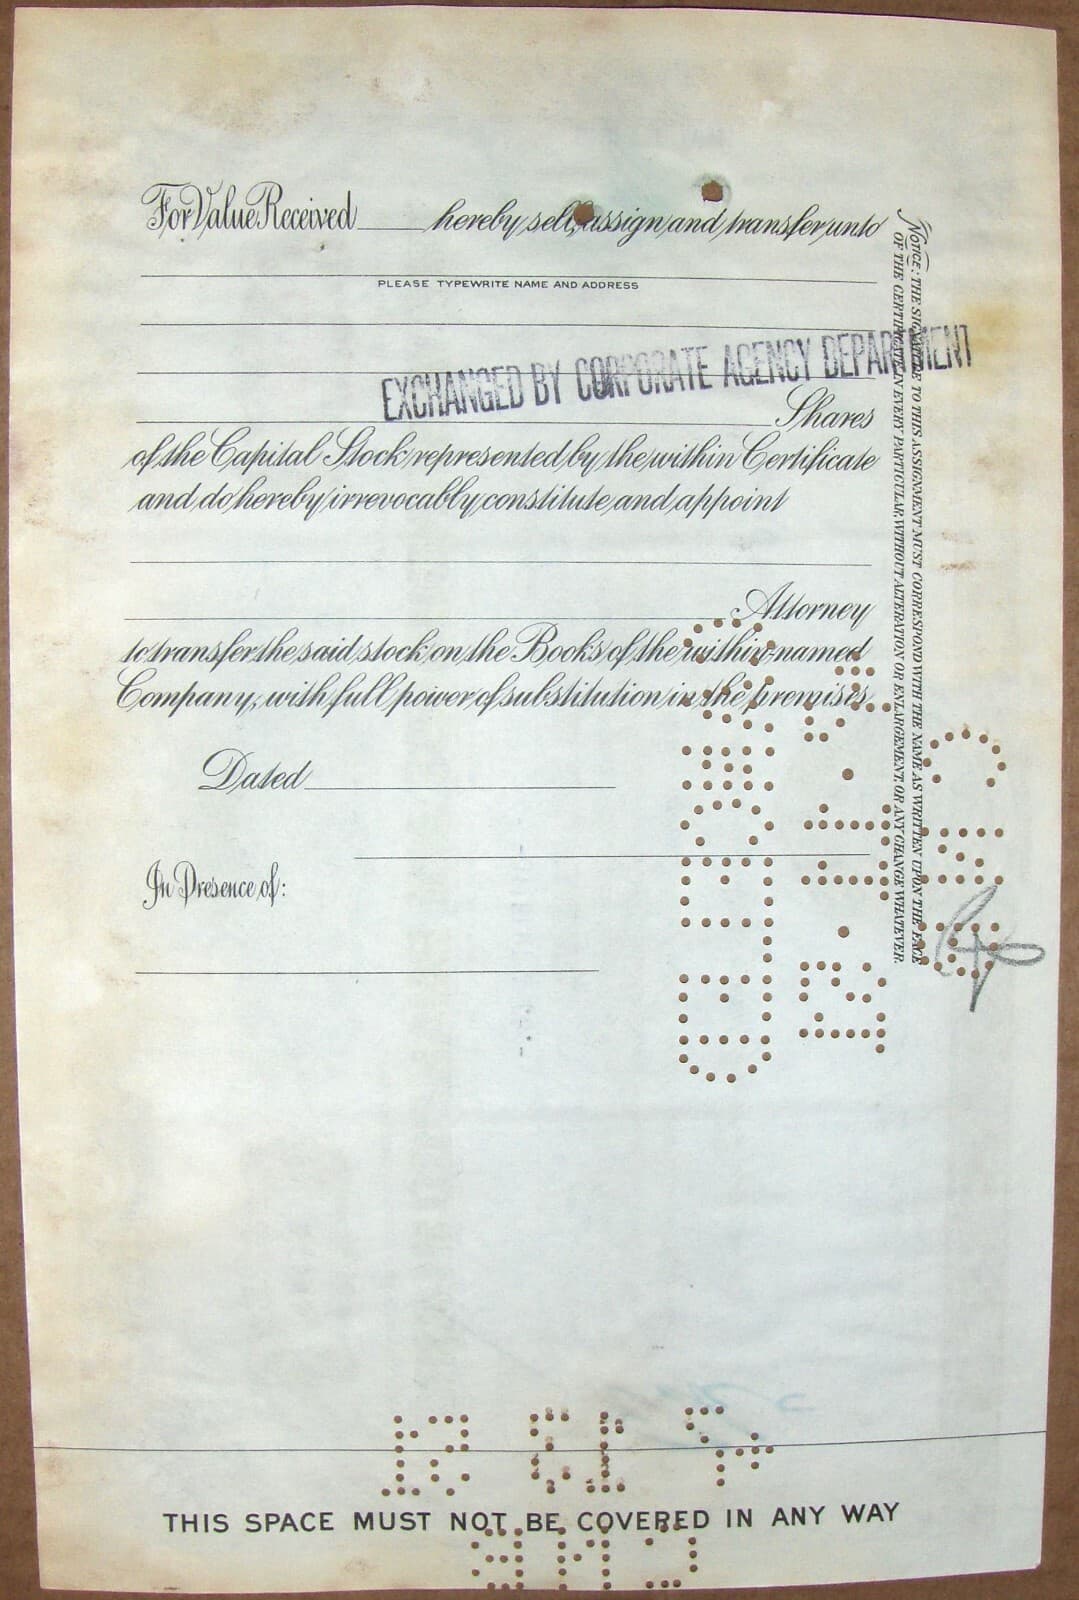 For Value Received hereby sell, assign and transfer unto
PLEASE TYPEWRITE NAME AND ADDRESS
EXCHANGED BY CORPORATE AGENCY DEPARTMENT
Shares
of the Capital Stock represented by the within Certificate
and do hereby irrevocably constitute and appoint
Attorney
to transfer the said stock on the Books of the within named
Company, with full power of substitution in the premises.
Dated
In Presence of:
NOTICE: THE SIGNATURE TO THIS ASSIGNMENT MUST CORRESPOND WITH THE NAME AS WRITTEN UPON THE FACE
OF THE CERTIFICATE IN EVERY PARTICULAR WITHOUT ALTERATION OR ENLARGEMENT OR ANY CHANGE WHATEVER.
THIS SPACE MUST NOT BE COVERED IN ANY WAY